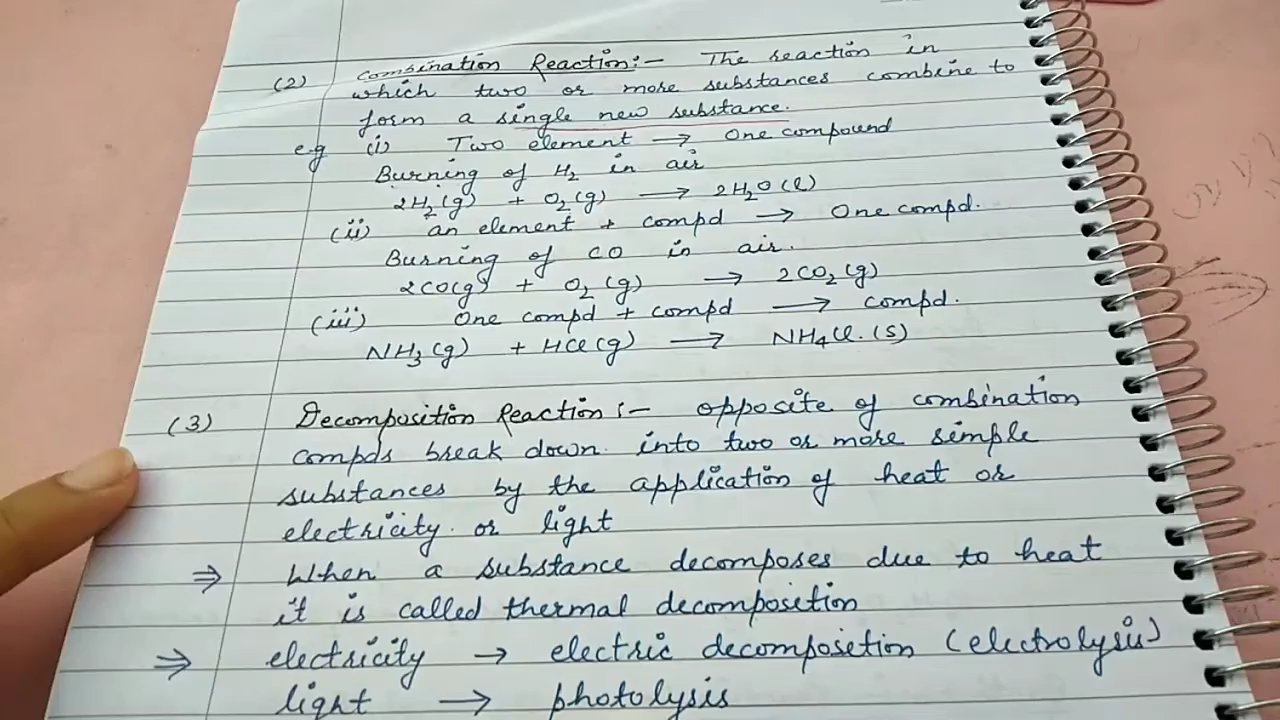 (2) Combination Reaction :- The reaction in
which two or more substances combine to
form a single new substance.
e.g (i) Two element → One compound
Burning of H₂ in air
2H₂(g) + O₂(g) → 2H₂O(l)
(ii) an element + compd → One compd.
Burning of CO in air.
2CO(g) + O₂(g) → 2CO₂(g)
(iii) One compd + compd → compd.
NH₃(g) + HCl(g) → NH₄Cl.(s)
(3) Decomposition Reaction :- opposite of combination
compds break down into two or more simple
substances by the application of heat or
electricity. or light
⇒ When a substance decomposes due to heat
it is called thermal decomposition
⇒ electricity → electric decomposition (electrolysis)
light → photolysis